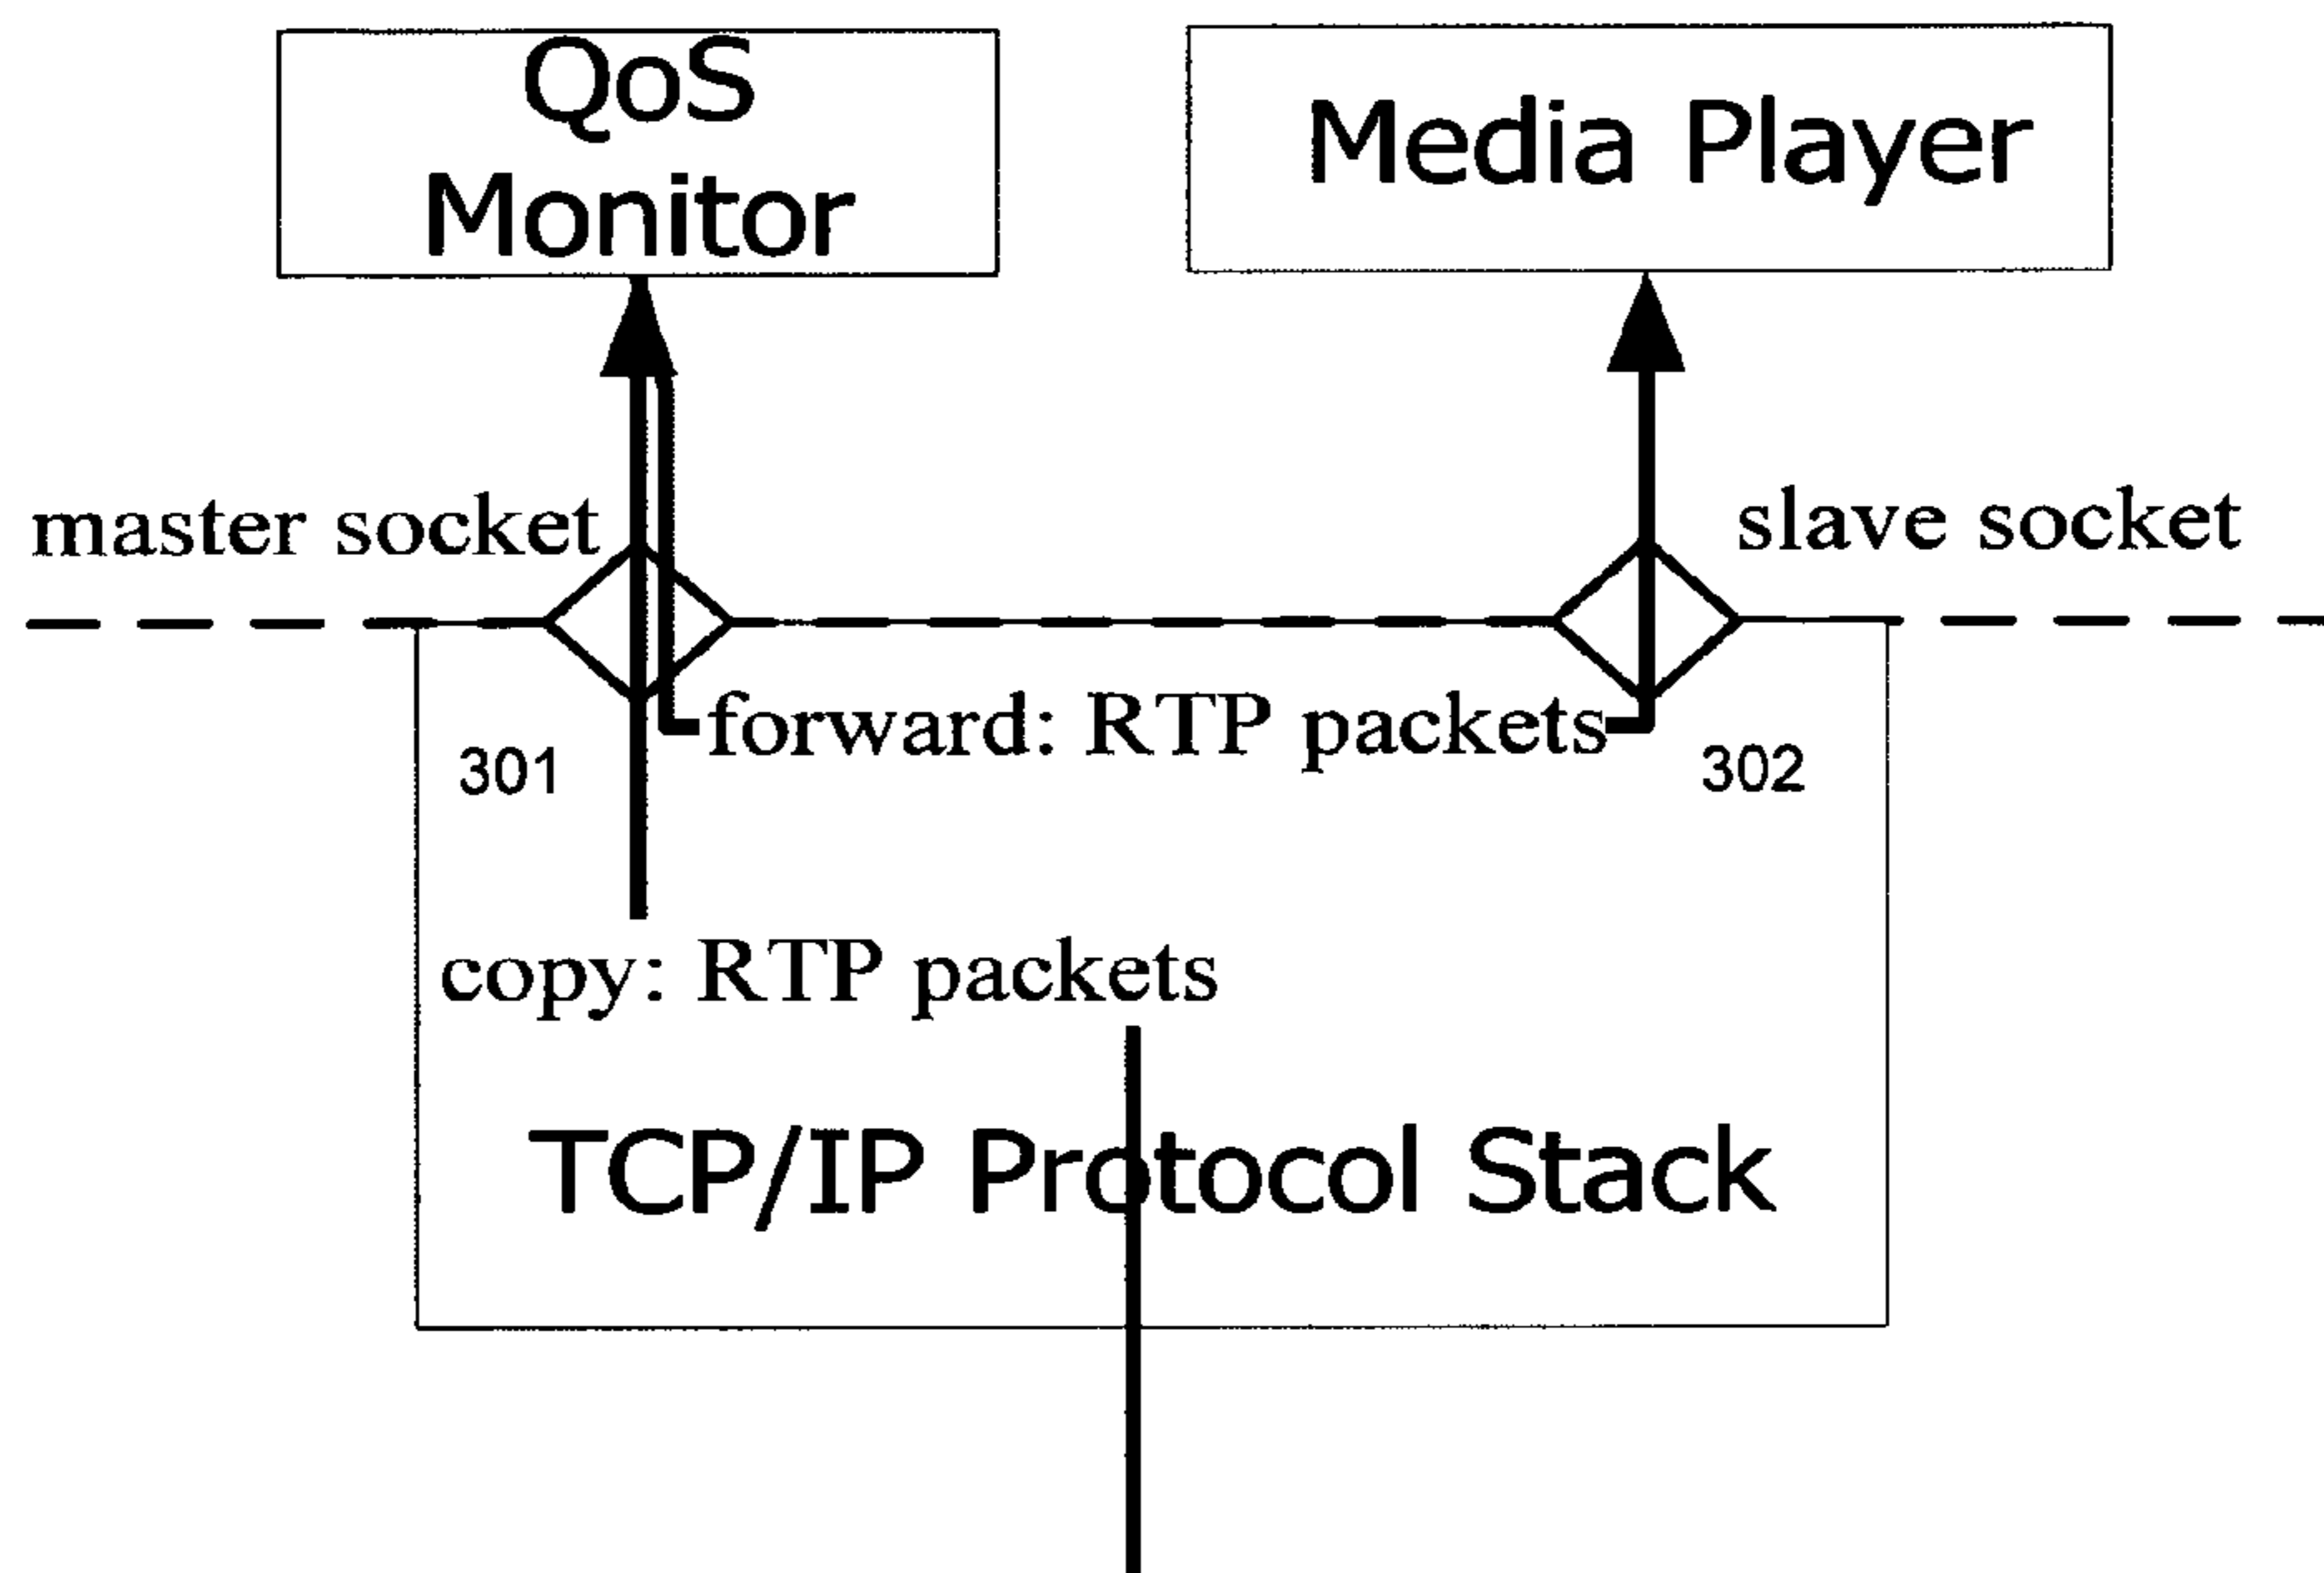 QoS
Monitor
Media Player
master socket
slave socket
forward: RTP packets
301
302
copy: RTP packets
TCP/IP Protocol Stack